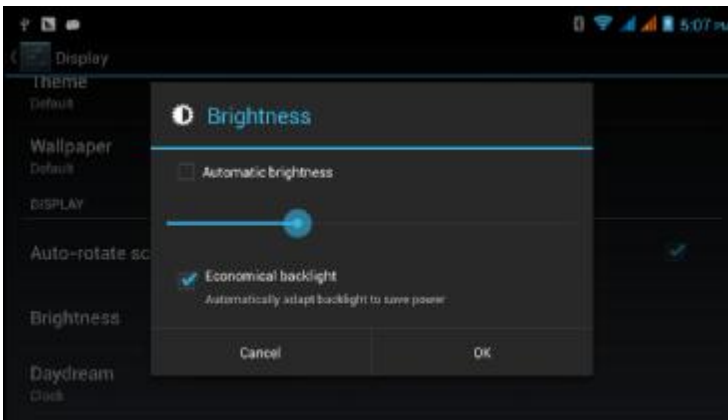 5:07 PM
Display
Theme
Default
Wallpaper
Default
DISPLAY
Auto-rotate sc
Brightness
Daydream
Clock
Brightness
Automatic brightness
Economical backlight
Automatically adapt backlight to save power
Cancel
OK